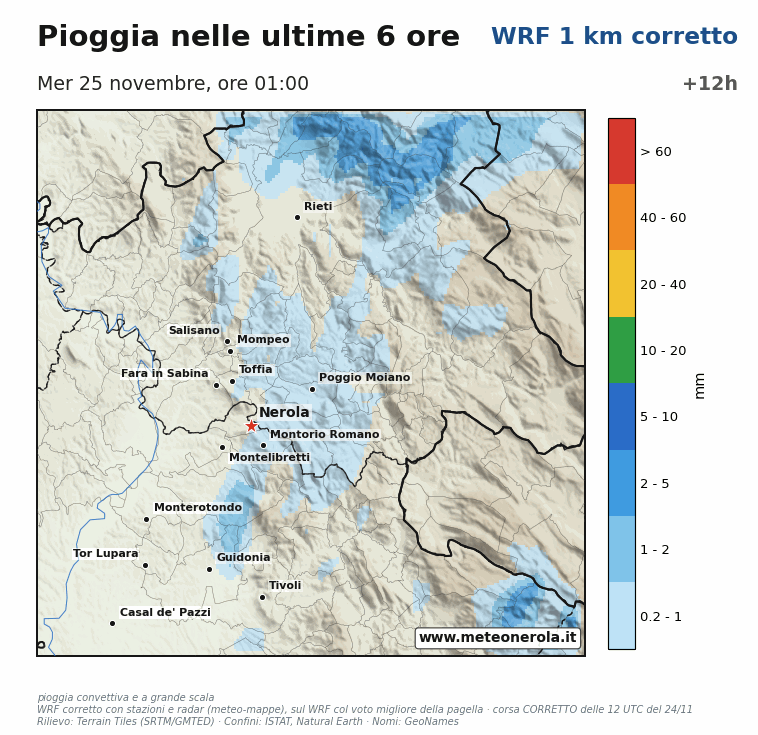 Pioggia nelle ultime 6 ore
WRF 1 km corretto
Mer 25 novembre, ore 01:00
+12h
Rieti
Salisano
Mompeo
Fara in Sabina
Toffia
Poggio Moiano
Nerola
Montorio Romano
Montelibretti
Monterotondo
Tor Lupara
Guidonia
Tivoli
Casal de' Pazzi
www.meteonerola.it
> 60
40 - 60
20 - 40
10 - 20
5 - 10
2 - 5
1 - 2
0.2 - 1
mm
pioggia convettiva e a grande scala
WRF corretto con stazioni e radar (meteo-mappe), sul WRF col voto migliore della pagella · corsa CORRETTO delle 12 UTC del 24/11
Rilievo: Terrain Tiles (SRTM/GMTED) · Confini: ISTAT, Natural Earth · Nomi: GeoNames